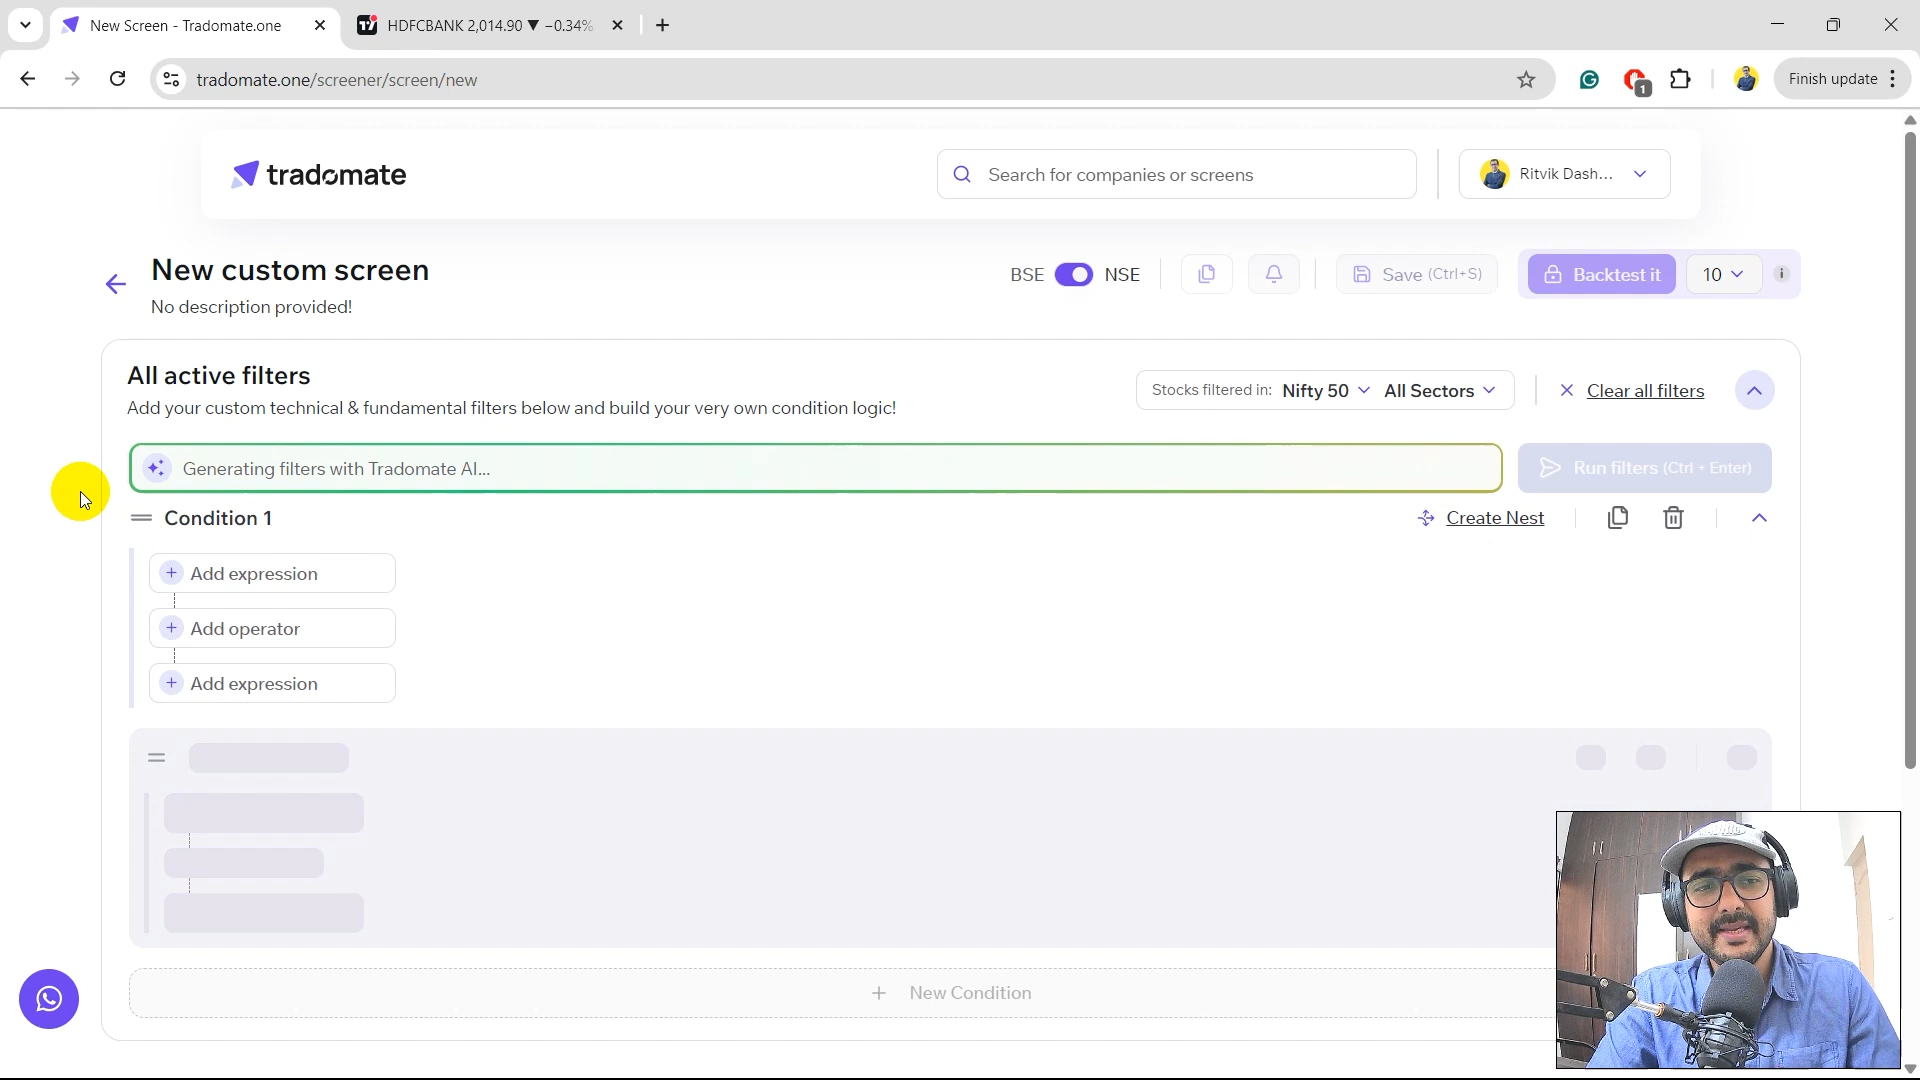 New Screen - Tradomate.one
HDFCBANK 2,014.90 ▼ −0.34%
tradomate.one/screener/screen/new
1
Finish update
tradomate
Search for companies or screens
Ritvik Dash...
New custom screen
No description provided!
BSE
NSE
Save (Ctrl+S)
Backtest it
10
i
All active filters
Add your custom technical & fundamental filters below and build your very own condition logic!
Stocks filtered in: Nifty 50 All Sectors
Clear all filters
Generating filters with Tradomate AI...
Run filters (Ctrl + Enter)
Condition 1
Create Nest
+ Add expression
+ Add operator
+ Add expression
+ New Condition